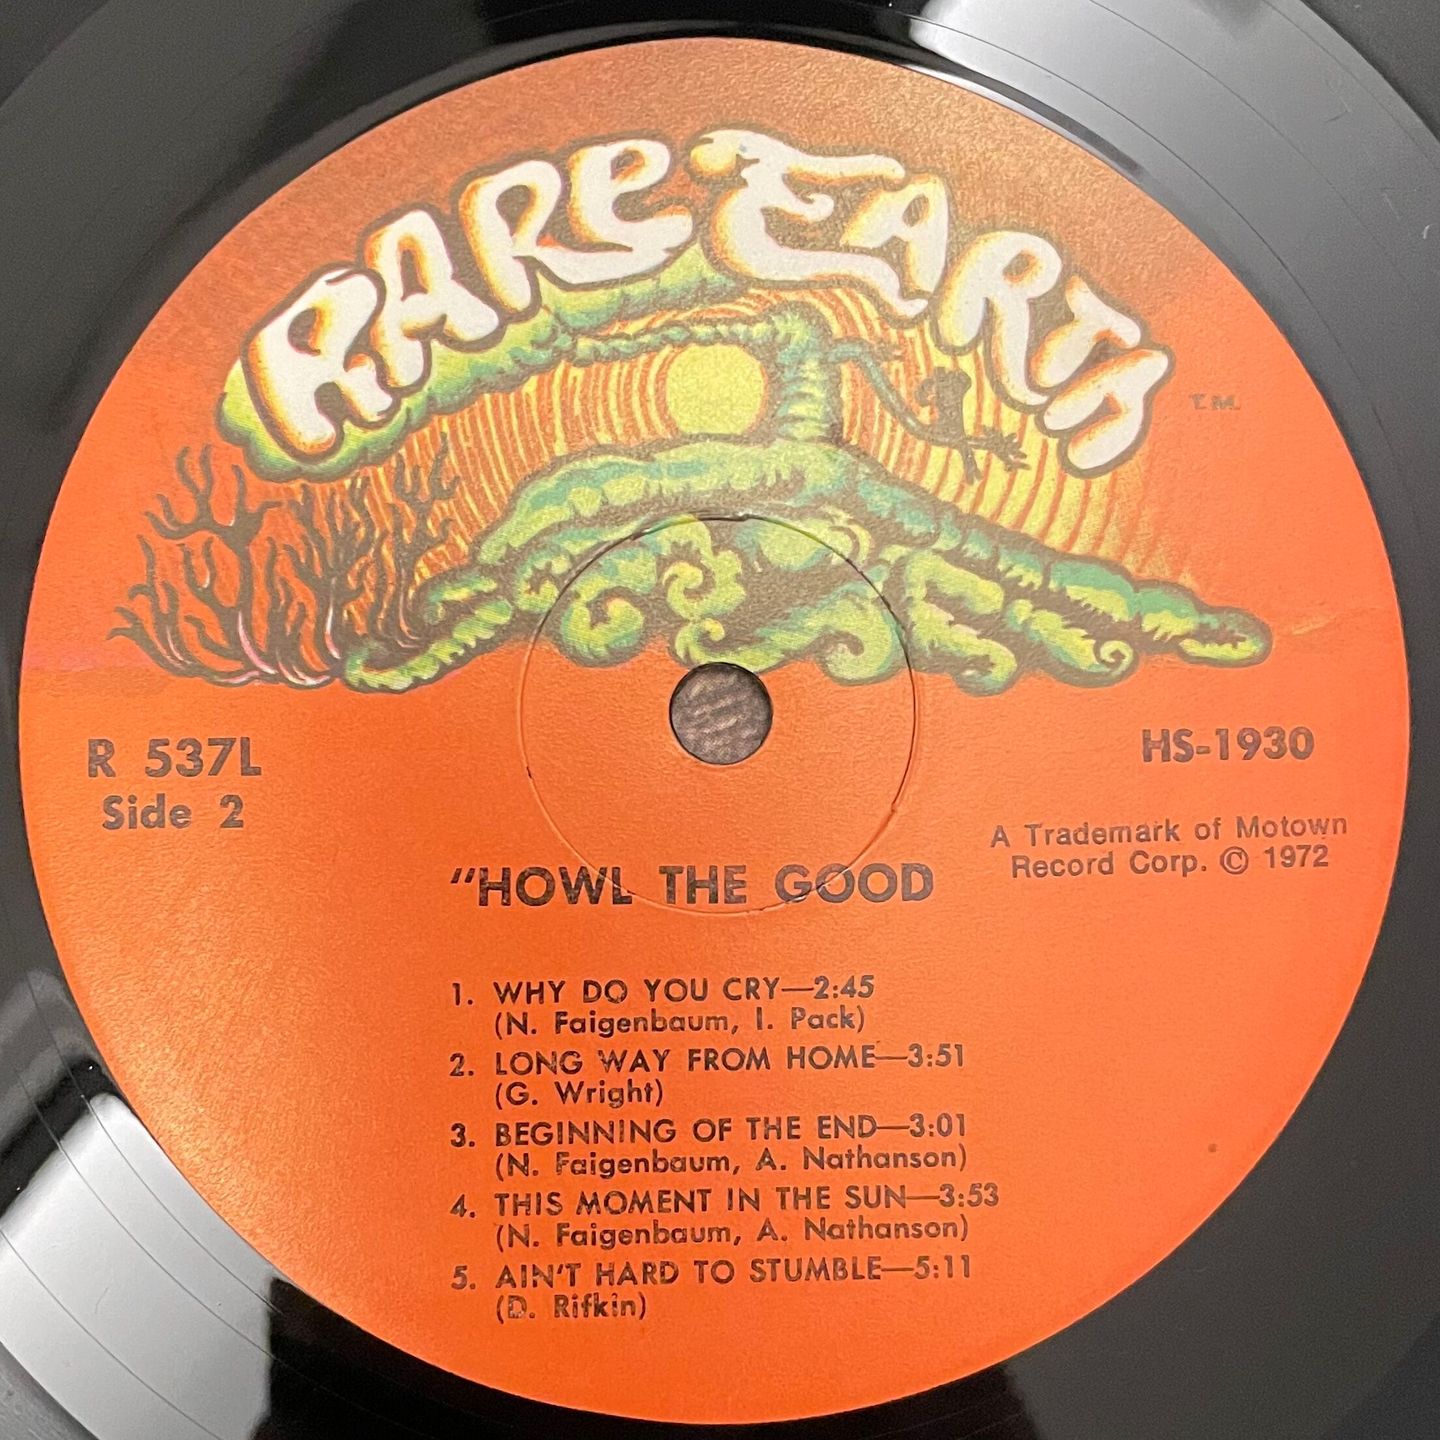 RARE EARTH
T.M.
R 537L
Side 2
HS-1930
A Trademark of Motown
Record Corp. © 1972
"HOWL THE GOOD
1. WHY DO YOU CRY—2:45
(N. Faigenbaum, I. Pack)
2. LONG WAY FROM HOME—3:51
(G. Wright)
3. BEGINNING OF THE END—3:01
(N. Faigenbaum, A. Nathanson)
4. THIS MOMENT IN THE SUN—3:53
(N. Faigenbaum, A. Nathanson)
5. AIN'T HARD TO STUMBLE—5:11
(D. Rifkin)